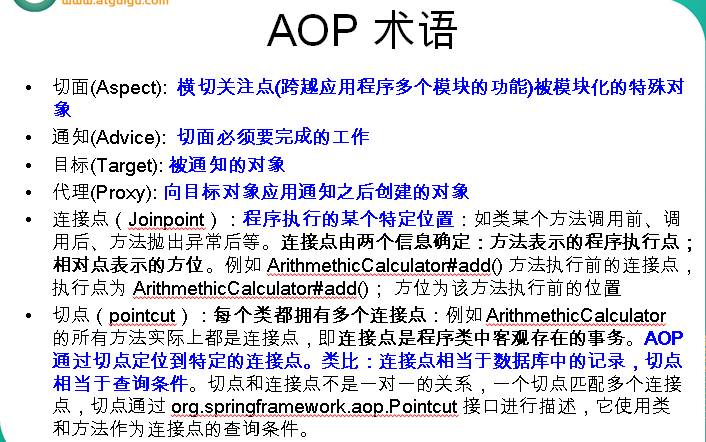 www.atguigu.com
AOP 术语
• 切面(Aspect): 横切关注点(跨越应用程序多个模块的功能)被模块化的特殊对
象
• 通知(Advice): 切面必须要完成的工作
• 目标(Target): 被通知的对象
• 代理(Proxy): 向目标对象应用通知之后创建的对象
• 连接点（Joinpoint）：程序执行的某个特定位置：如类某个方法调用前、调
用后、方法抛出异常后等。连接点由两个信息确定：方法表示的程序执行点；
相对点表示的方位。例如 ArithmethicCalculator#add() 方法执行前的连接点，
执行点为 ArithmethicCalculator#add()； 方位为该方法执行前的位置
• 切点（pointcut）：每个类都拥有多个连接点：例如 ArithmethicCalculator
的所有方法实际上都是连接点，即连接点是程序类中客观存在的事务。AOP
通过切点定位到特定的连接点。类比：连接点相当于数据库中的记录，切点
相当于查询条件。切点和连接点不是一对一的关系，一个切点匹配多个连接
点，切点通过 org.springframework.aop.Pointcut 接口进行描述，它使用类
和方法作为连接点的查询条件。